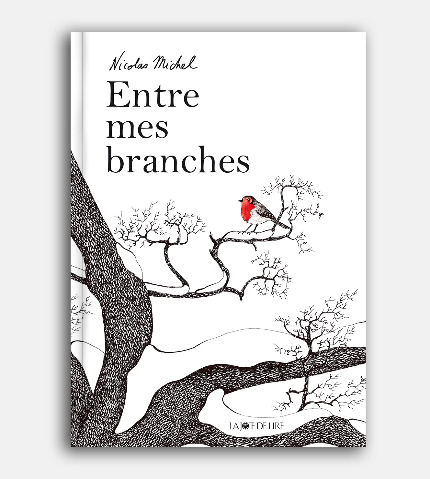 Nicolas Michel
Entre
mes
branches
LA JOIE DE LIRE